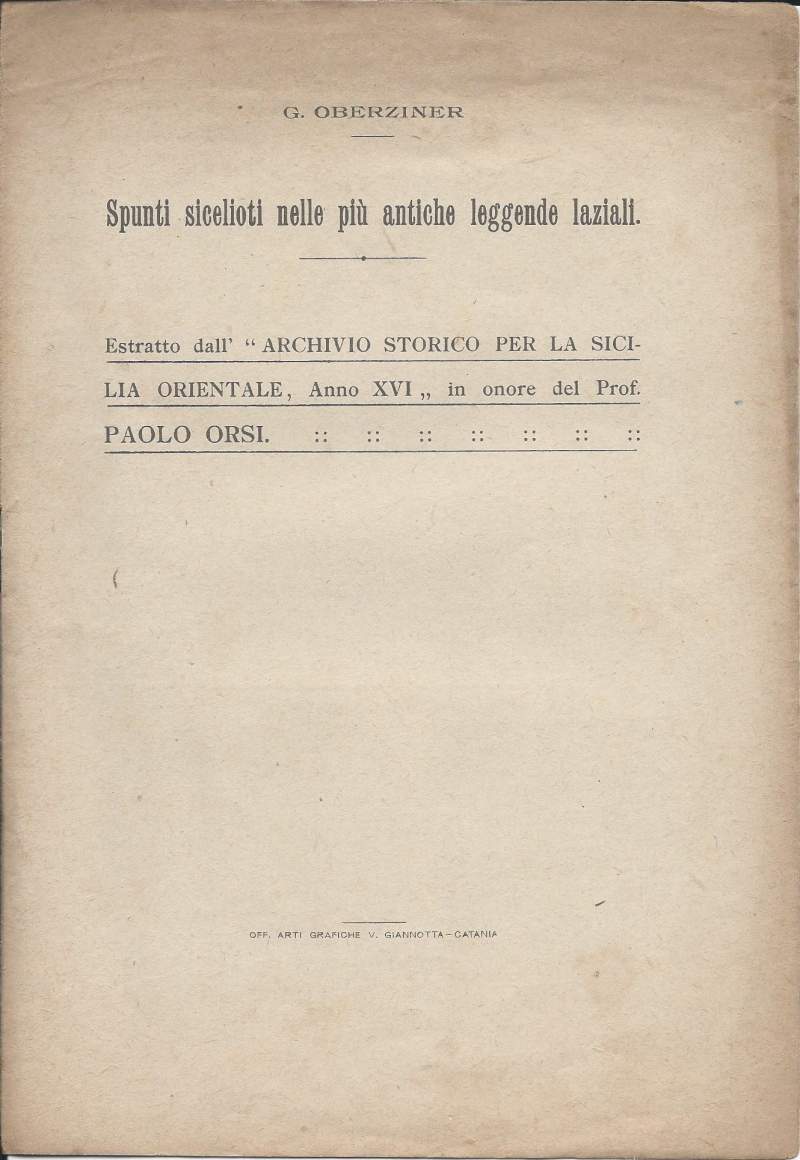 G. OBERZINER
Spunti sicelioti nelle più antiche leggende laziali.
Estratto dall' “ ARCHIVIO STORICO PER LA SICI-
LIA ORIENTALE, Anno XVI „ in onore del Prof.
PAOLO ORSI. :: :: :: :: :: :: ::
OFF. ARTI GRAFICHE V. GIANNOTTA-CATANIA